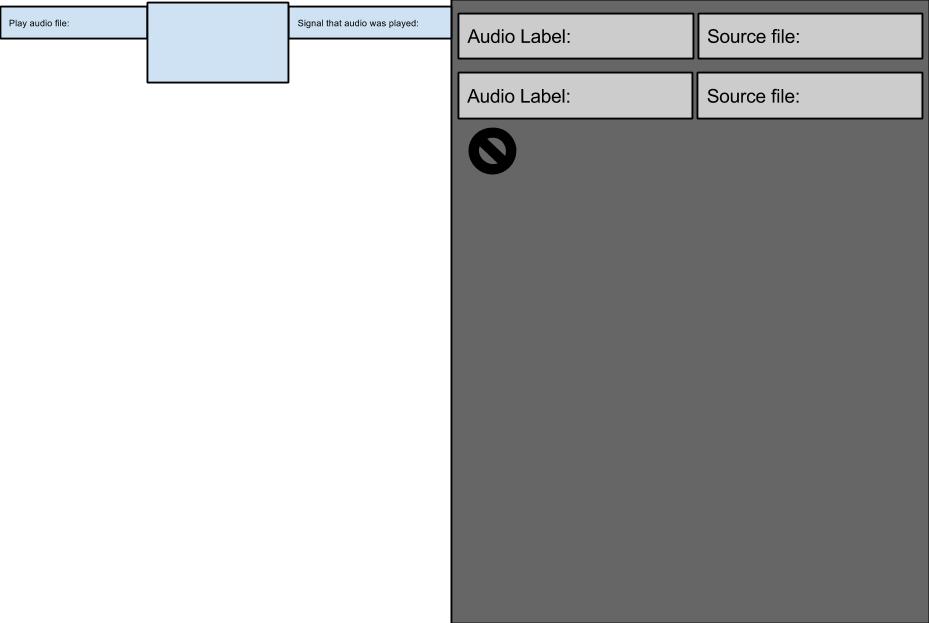 Play audio file:
Signal that audio was played:
Audio Label:
Source file:
Audio Label:
Source file: